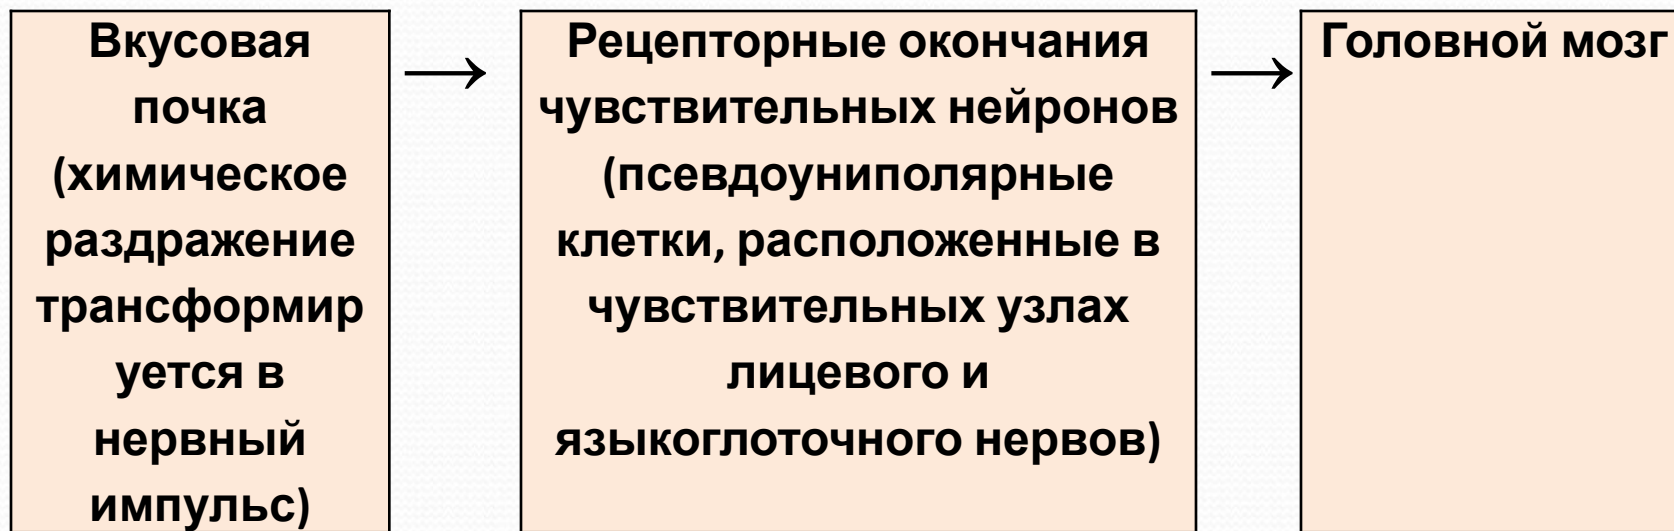 Вкусовая
почка
(химическое
раздражение
трансформир
уется в
нервный
импульс)
→
Рецепторные окончания
чувствительных нейронов
(псевдоуниполярные
клетки, расположенные в
чувствительных узлах
лицевого и
языкоглоточного нервов)
→
Головной мозг